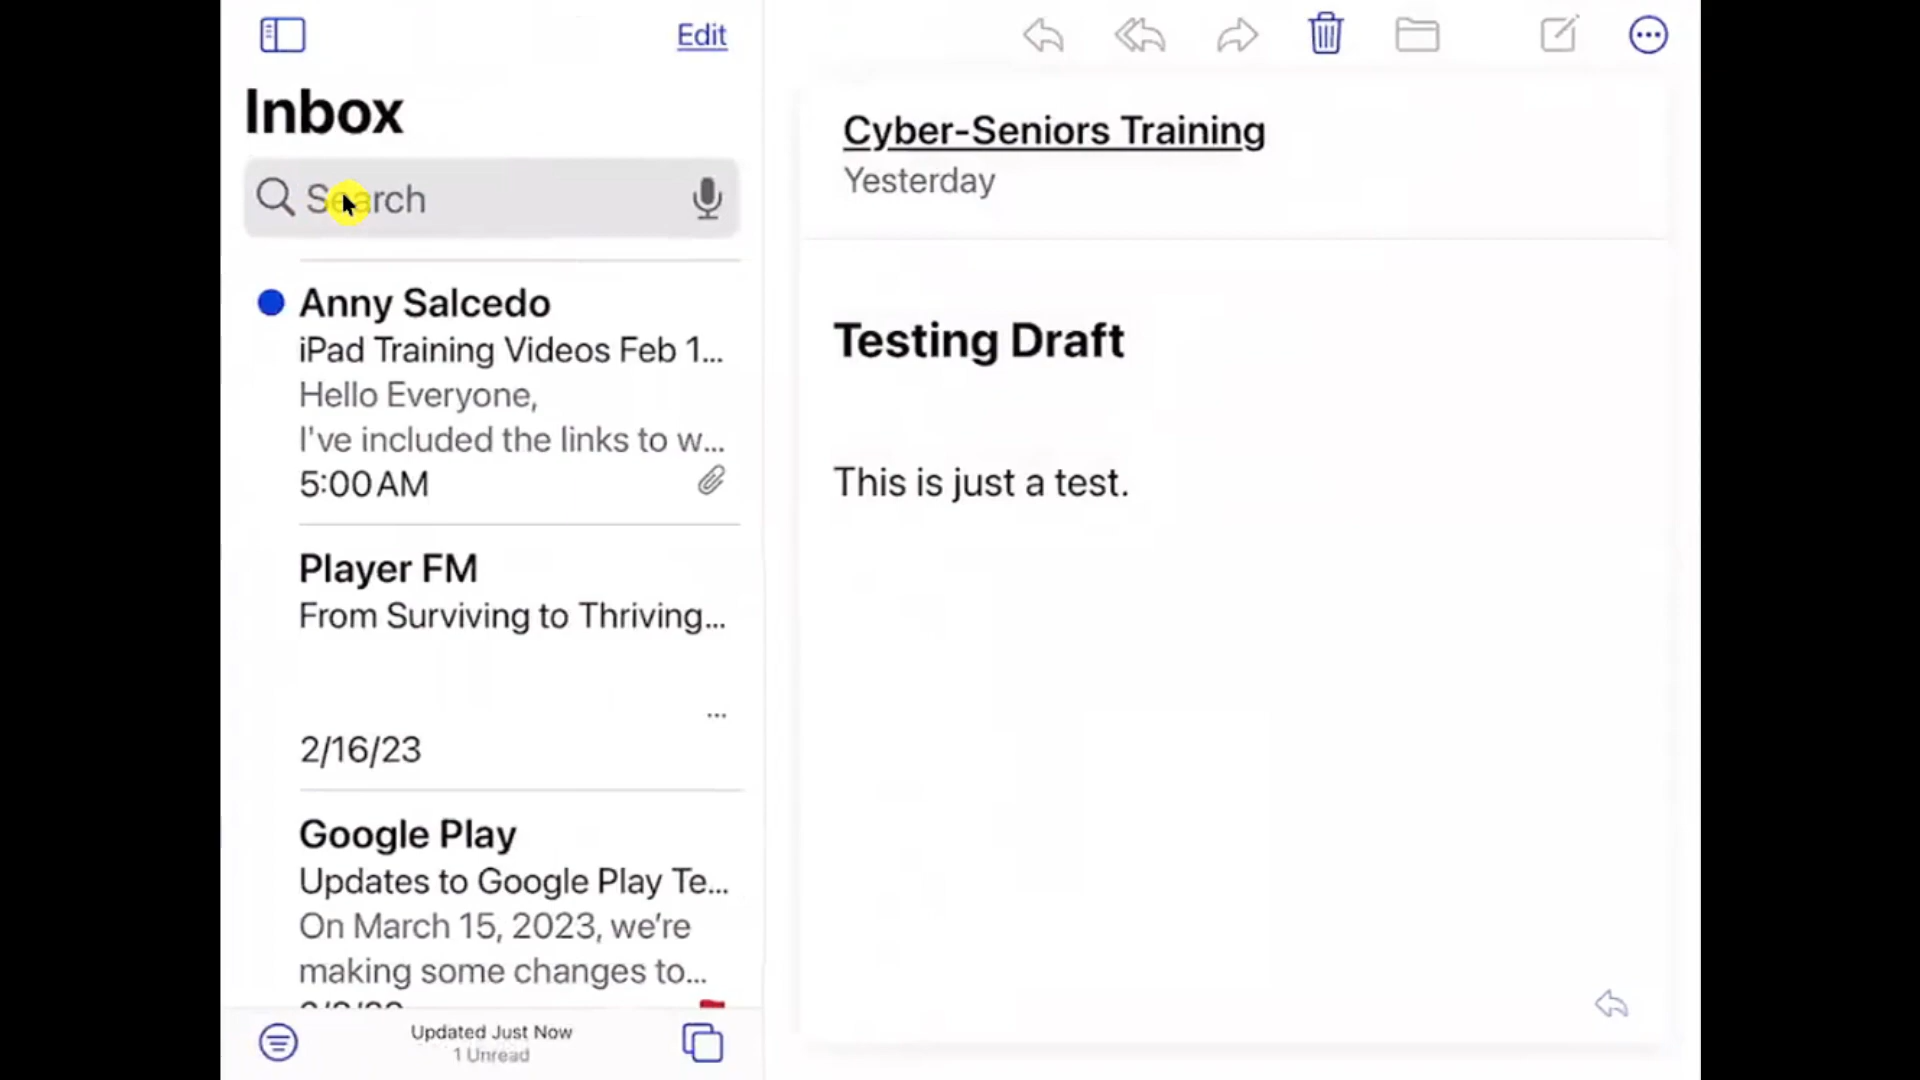 Edit
Inbox
Search
Anny Salcedo
iPad Training Videos Feb 1...
Hello Everyone,
I've included the links to w...
5:00 AM
Player FM
From Surviving to Thriving...
...
2/16/23
Google Play
Updates to Google Play Te...
On March 15, 2023, we're
making some changes to...
Updated Just Now
1 Unread
Cyber-Seniors Training
Yesterday
Testing Draft
This is just a test.